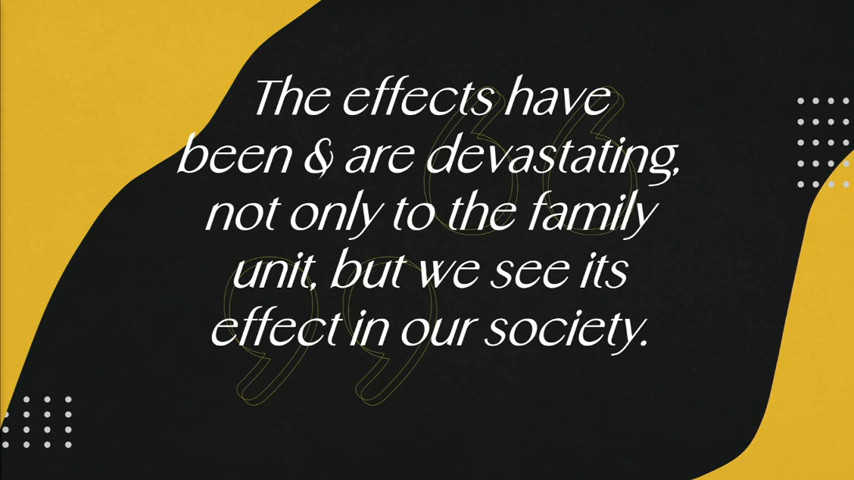 The effects have
been & are devastating,
not only to the family
unit, but we see its
effect in our society.